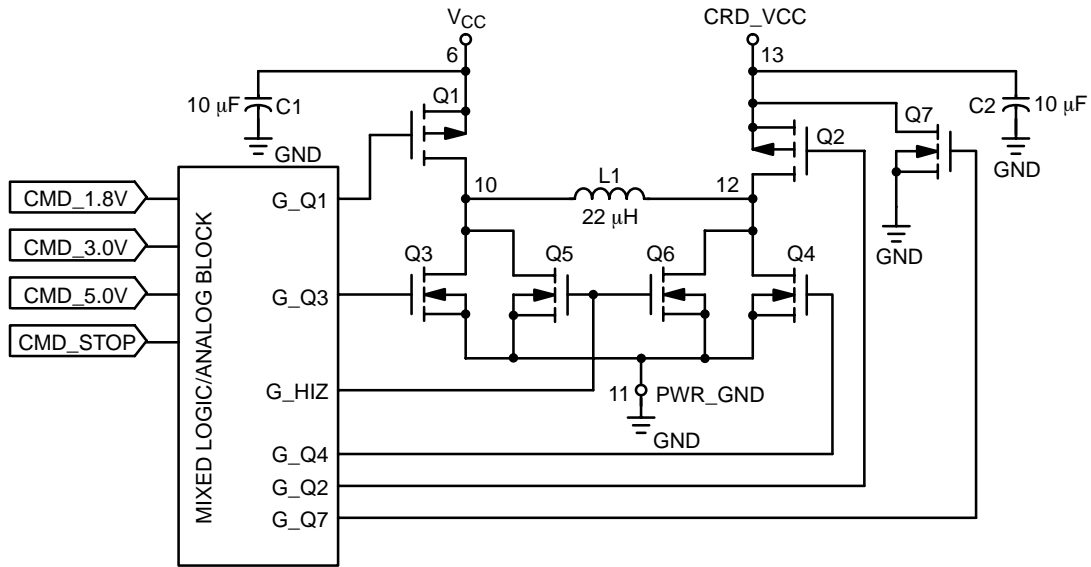 VCC
CRD_VCC
6
13
Q1
10 μF
C1
Q7
C2
10 μF
Q2
GND
GND
L1
10
12
22 μH
CMD_1.8V
G_Q1
CMD_3.0V
Q3
Q5
Q6
Q4
GND
CMD_5.0V
G_Q3
CMD_STOP
MIXED LOGIC/ANALOG BLOCK
G_HIZ
11
PWR_GND
GND
G_Q4
G_Q2
G_Q7